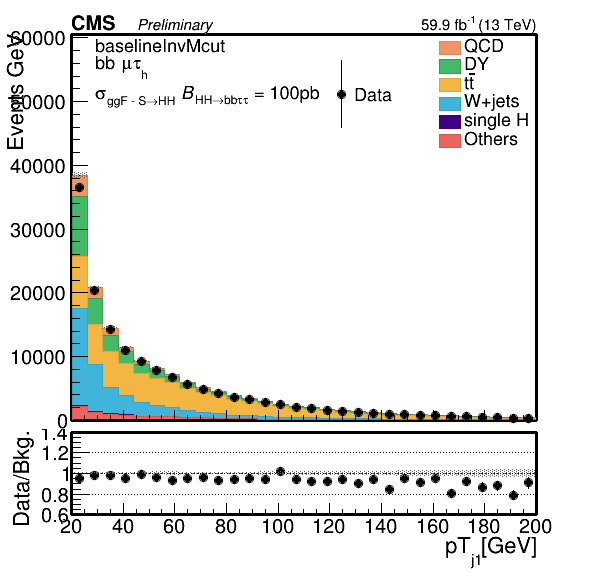 CMS Preliminary 59.9 fb⁻¹ (13 TeV)
Events GeV
baselineInvMcut
bb μτh
σggF - S→HH BHH→bbττ = 100pb
Data
QCD
DY
tt̄
W+jets
single H
Others
60000
50000
40000
30000
20000
10000
0
Data/Bkg.
1.4
1.2
1
0.8
0.6
20 40 60 80 100 120 140 160 180 200
pTj1[GeV]